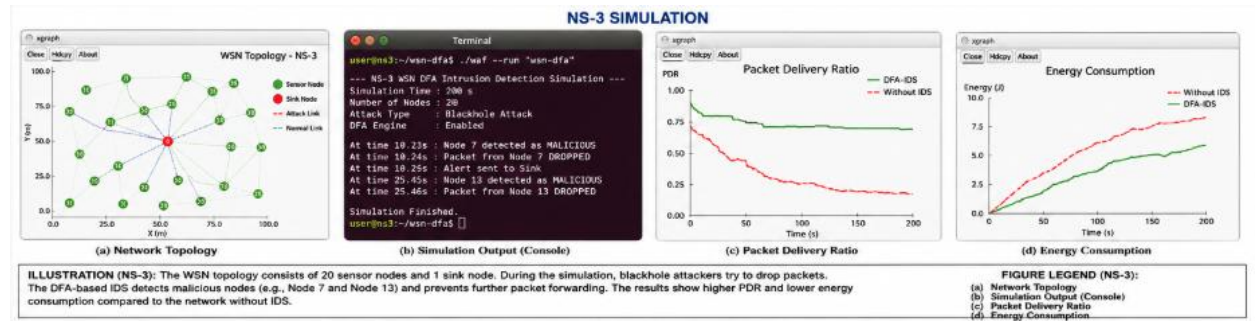 NS-3 SIMULATION
xgraph
Close Hdcpy About
WSN Topology - NS-3
100.0
75.0
50.0
25.0
0.0
Y (m)
0.0 25.0 50.0 75.0 100.0
X (m)
Sensor Node
Sink Node
Attack Link
Normal Link
(a) Network Topology
Terminal
user@ns3:~/wsn-dfa$ ./waf --run "wsn-dfa"
--- NS-3 WSN DFA Intrusion Detection Simulation ---
Simulation Time : 200 s
Number of Nodes : 20
Attack Type : Blackhole Attack
DFA Engine : Enabled
At time 10.23s : Node 7 detected as MALICIOUS
At time 10.24s : Packet from Node 7 DROPPED
At time 10.25s : Alert sent to Sink
At time 25.45s : Node 13 detected as MALICIOUS
At time 25.46s : Packet from Node 13 DROPPED
Simulation Finished.
user@ns3:~/wsn-dfa$
(b) Simulation Output (Console)
xgraph
Close Hdcpy About
Packet Delivery Ratio
PDR
DFA-IDS
Without IDS
1.00
0.75
0.50
0.25
0.00
0 50 100 150 200
Time (s)
(c) Packet Delivery Ratio
xgraph
Close Hdcpy About
Energy Consumption
Energy (J)
Without IDS
DFA-IDS
10.0
7.5
5.0
2.5
0.0
0 50 100 150 200
Time (s)
(d) Energy Consumption
ILLUSTRATION (NS-3): The WSN topology consists of 20 sensor nodes and 1 sink node. During the simulation, blackhole attackers try to drop packets.
The DFA-based IDS detects malicious nodes (e.g., Node 7 and Node 13) and prevents further packet forwarding. The results show higher PDR and lower energy
consumption compared to the network without IDS.
FIGURE LEGEND (NS-3):
(a) Network Topology
(b) Simulation Output (Console)
(c) Packet Delivery Ratio
(d) Energy Consumption